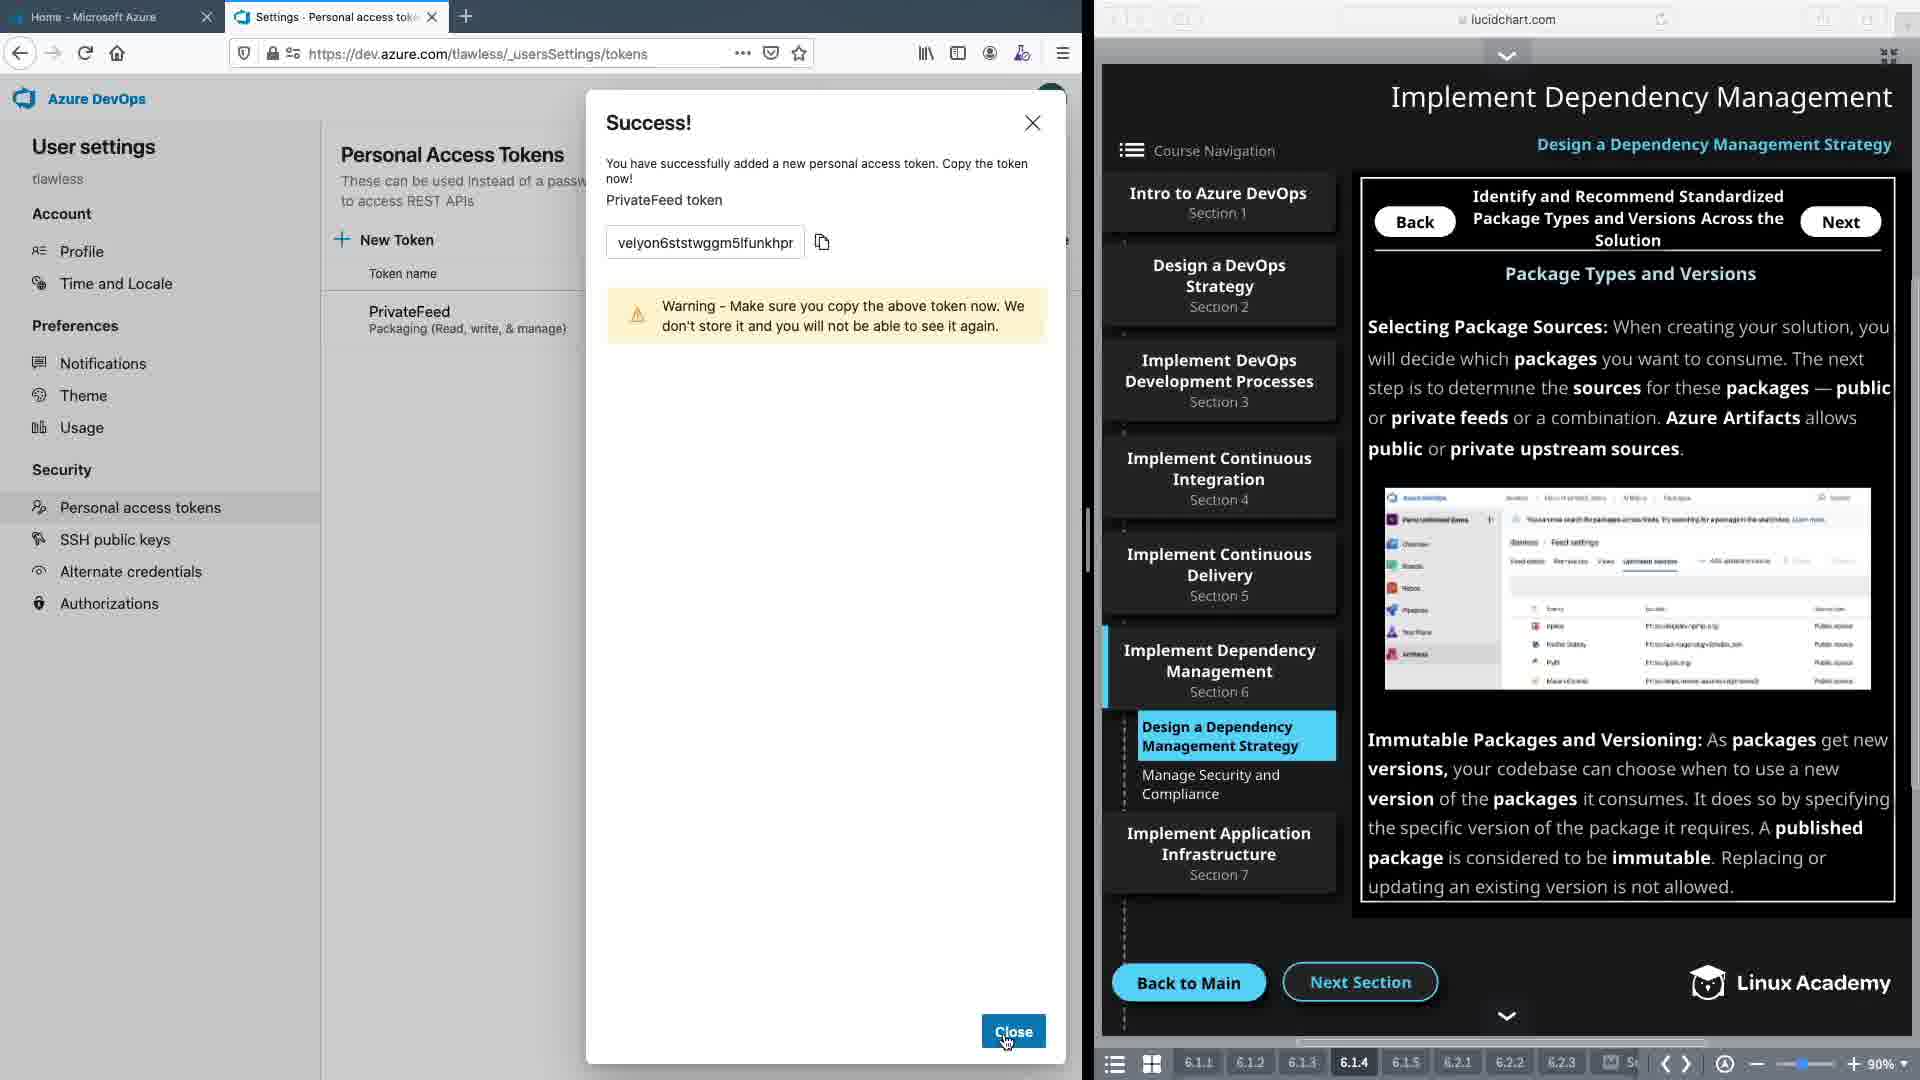 Home - Microsoft Azure
Settings · Personal access toke
https://dev.azure.com/tlawless/_usersSettings/tokens
Azure DevOps
User settings
tlawless
Account
Profile
Time and Locale
Preferences
Notifications
Theme
Usage
Security
Personal access tokens
SSH public keys
Alternate credentials
Authorizations
Personal Access Tokens
These can be used instead of a passw
to access REST APIs
New Token
Token name
PrivateFeed
Packaging (Read, write, & manage)
Success!
You have successfully added a new personal access token. Copy the token
now!
PrivateFeed token
velyon6ststwggm5lfunkhpr
Warning - Make sure you copy the above token now. We
don't store it and you will not be able to see it again.
Close
lucidchart.com
Implement Dependency Management
Design a Dependency Management Strategy
Course Navigation
Intro to Azure DevOps
Section 1
Design a DevOps
Strategy
Section 2
Implement DevOps
Development Processes
Section 3
Implement Continuous
Integration
Section 4
Implement Continuous
Delivery
Section 5
Implement Dependency
Management
Section 6
Design a Dependency
Management Strategy
Manage Security and
Compliance
Implement Application
Infrastructure
Section 7
Back
Identify and Recommend Standardized
Package Types and Versions Across the
Solution
Next
Package Types and Versions
Selecting Package Sources: When creating your solution, you
will decide which packages you want to consume. The next
step is to determine the sources for these packages — public
or private feeds or a combination. Azure Artifacts allows
public or private upstream sources.
Azure DevOps
Feed settings
Immutable Packages and Versioning: As packages get new
versions, your codebase can choose when to use a new
version of the packages it consumes. It does so by specifying
the specific version of the package it requires. A published
package is considered to be immutable. Replacing or
updating an existing version is not allowed.
Back to Main
Next Section
Linux Academy
6.1.1
6.1.2
6.1.3
6.1.4
6.1.5
6.2.1
6.2.2
6.2.3
90%